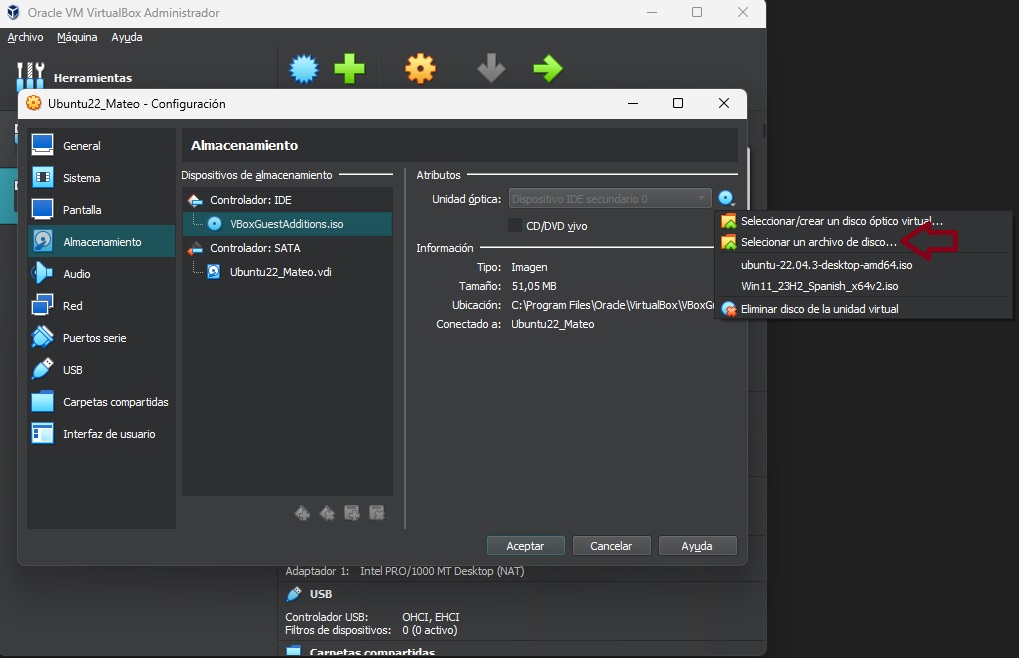 Oracle VM VirtualBox Administrador
Archivo Máquina Ayuda
Herramientas
Ubuntu22_Mateo - Configuración
General
Sistema
Pantalla
Almacenamiento
Audio
Red
Puertos serie
USB
Carpetas compartidas
Interfaz de usuario
Almacenamiento
Dispositivos de almacenamiento
Controlador: IDE
VBoxGuestAdditions.iso
Controlador: SATA
Ubuntu22_Mateo.vdi
Atributos
Unidad óptica: Dispositivo IDE secundario 0
CD/DVD vivo
Información
Tipo: Imagen
Tamaño: 51,05 MB
Ubicación: C:\Program Files\Oracle\VirtualBox\VBoxGu
Conectado a: Ubuntu22_Mateo
Seleccionar/crear un disco óptico virtual...
Selecionar un archivo de disco...
ubuntu-22.04.3-desktop-amd64.iso
Win11_23H2_Spanish_x64v2.iso
Eliminar disco de la unidad virtual
Aceptar Cancelar Ayuda
Adaptador 1: Intel PRO/1000 MT Desktop (NAT)
USB
Controlador USB: OHCI, EHCI
Filtros de dispositivos: 0 (0 activo)
Carpetas compartidas